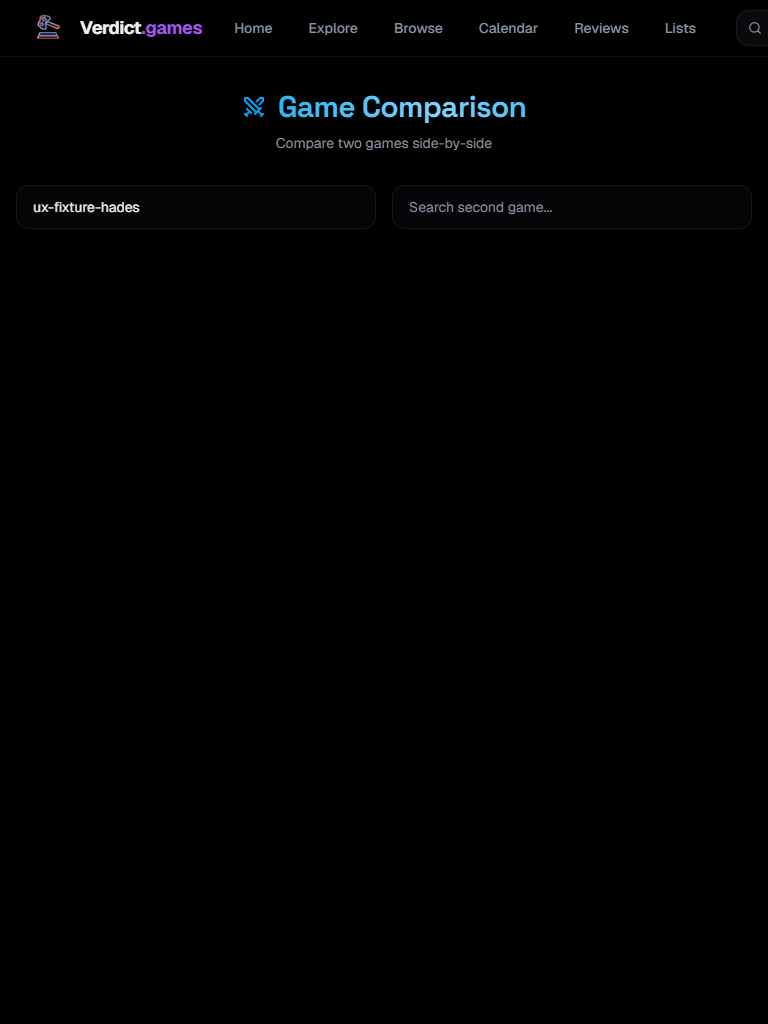 Verdict.games Home Explore Browse Calendar Reviews Lists
Game Comparison
Compare two games side-by-side
ux-fixture-hades Search second game...